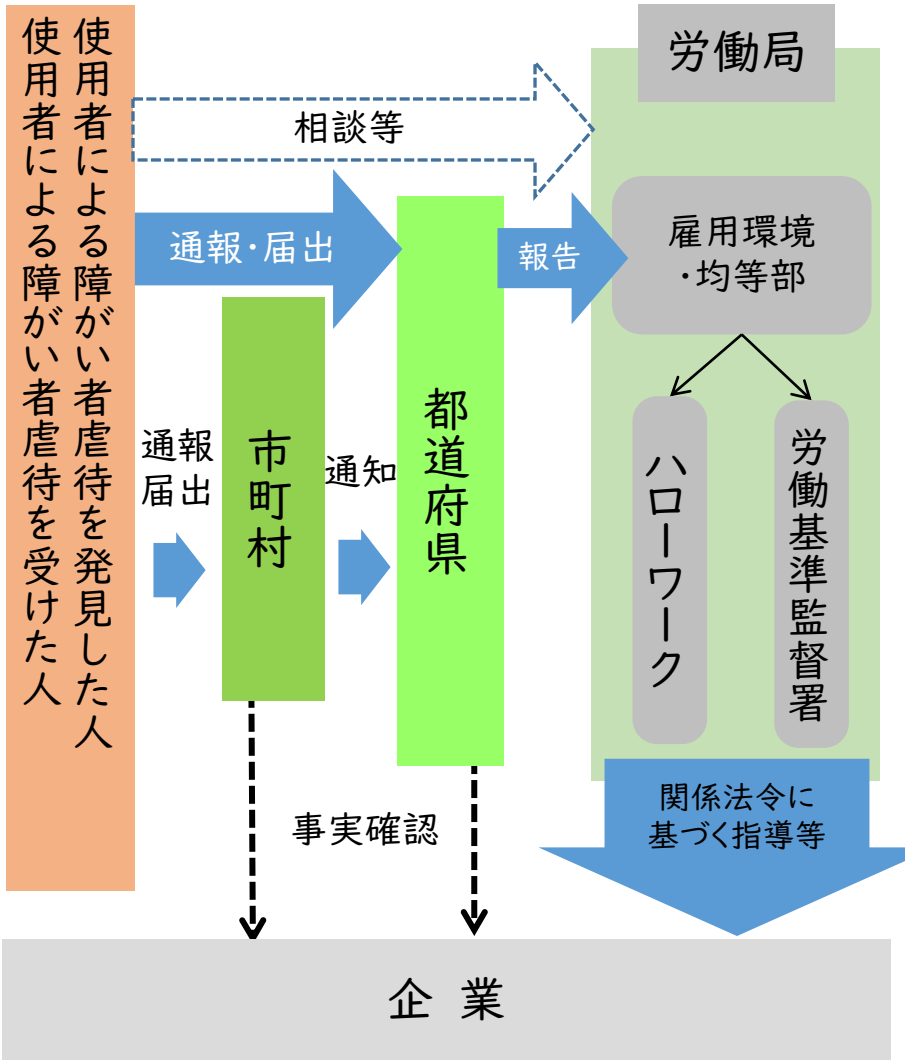 使用者による障がい者虐待を発見した人
使用者による障がい者虐待を受けた人
労働局
相談等
通報・届出
報告
雇用環境
・均等部
通報
届出
市町村
通知
都道府県
ハローワーク
労働基準監督署
事実確認
関係法令に
基づく指導等
企業